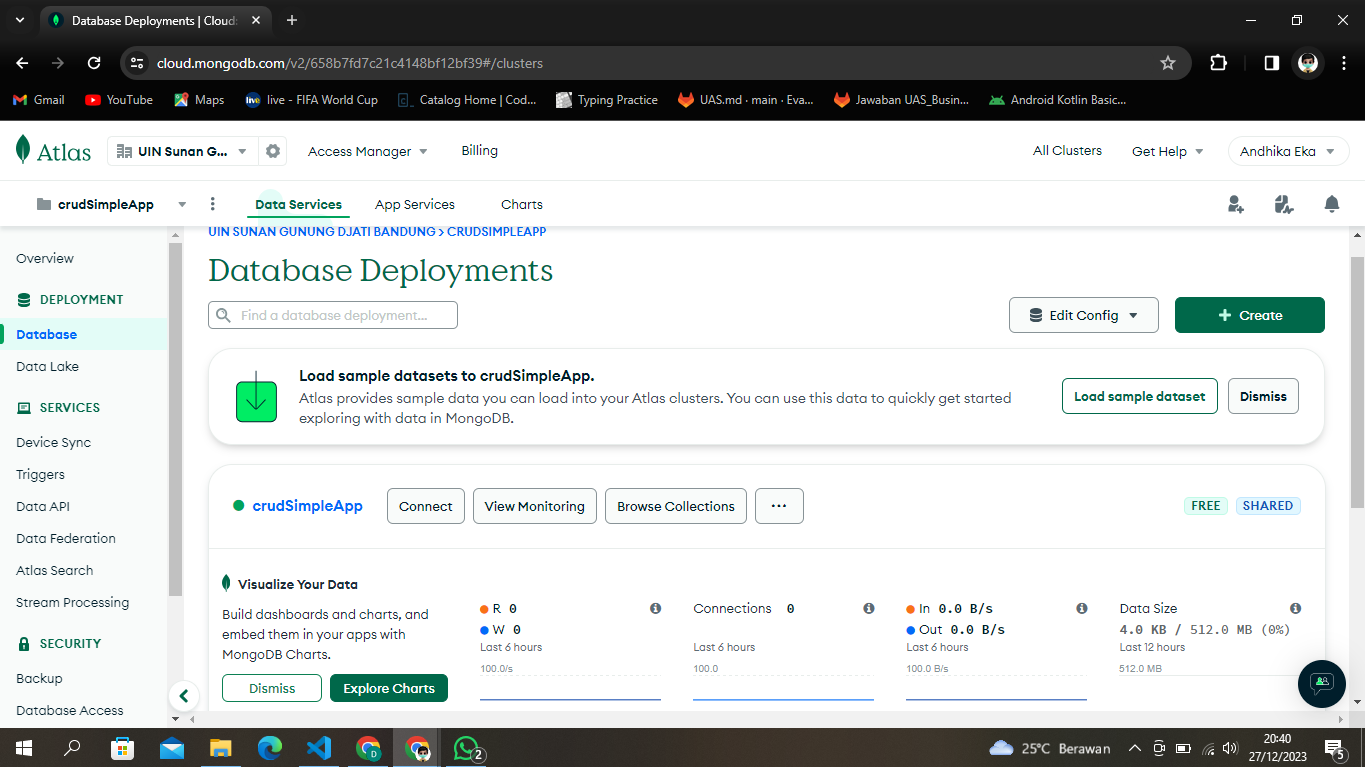 Database Deployments | Cloud:
cloud.mongodb.com/v2/658b7fd7c21c4148bf12bf39#/clusters
Gmail YouTube Maps live - FIFA World Cup Catalog Home | Cod... Typing Practice UAS.md · main · Eva... Jawaban UAS_Busin... Android Kotlin Basic...
Atlas UIN Sunan G... Access Manager Billing All Clusters Get Help Andhika Eka
crudSimpleApp Data Services App Services Charts
UIN SUNAN GUNUNG DJATI BANDUNG > CRUDSIMPLEAPP
Database Deployments
Find a database deployment... Edit Config + Create
Overview
DEPLOYMENT
Database
Data Lake
SERVICES
Device Sync
Triggers
Data API
Data Federation
Atlas Search
Stream Processing
SECURITY
Backup
Database Access
Load sample datasets to crudSimpleApp.
Atlas provides sample data you can load into your Atlas clusters. You can use this data to quickly get started
exploring with data in MongoDB.
Load sample dataset Dismiss
crudSimpleApp Connect View Monitoring Browse Collections ... FREE SHARED
Visualize Your Data
Build dashboards and charts, and
embed them in your apps with
MongoDB Charts.
Dismiss Explore Charts
R 0
W 0
Last 6 hours
100.0/s
Connections 0
Last 6 hours
100.0
In 0.0 B/s
Out 0.0 B/s
Last 6 hours
100.0 B/s
Data Size
4.0 KB / 512.0 MB (0%)
Last 12 hours
512.0 MB
D 2 25°C Berawan 20:40
27/12/2023 5